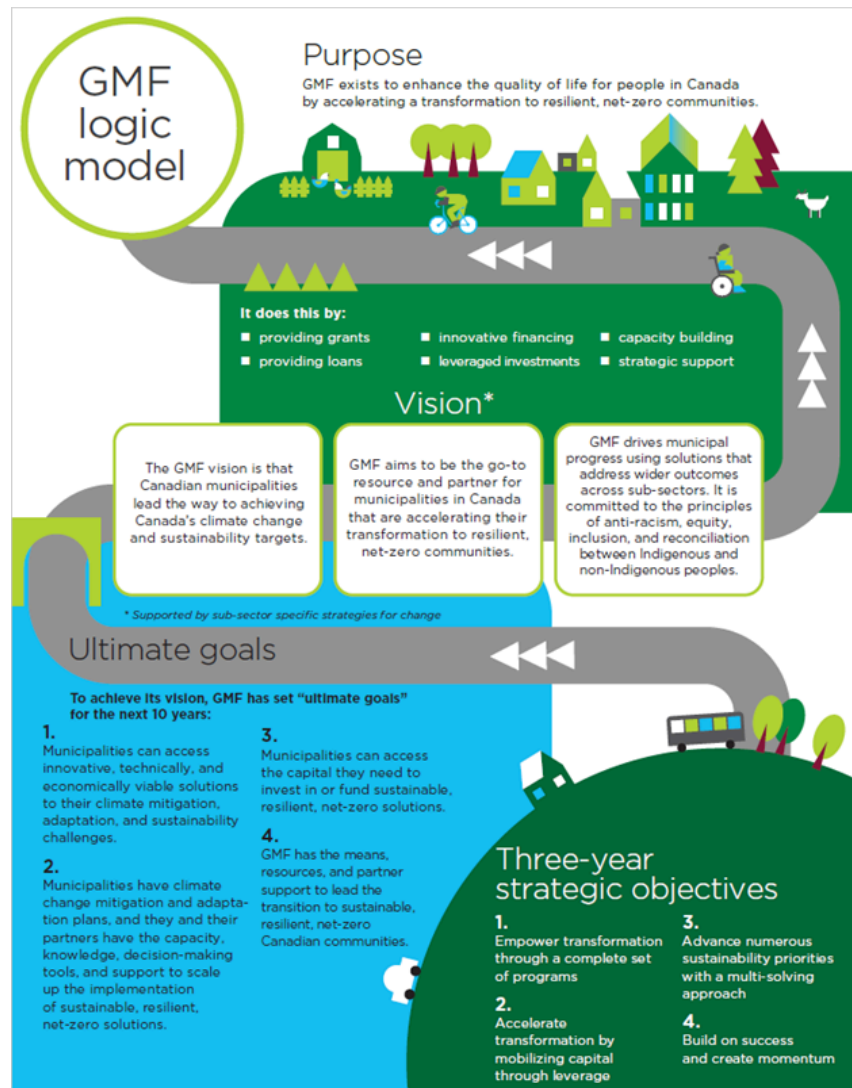 GMF
logic
model
Purpose
GMF exists to enhance the quality of life for people in Canada
by accelerating a transformation to resilient, net-zero communities.
It does this by:
providing grants
providing loans
innovative financing
leveraged investments
capacity building
strategic support
Vision*
The GMF vision is that
Canadian municipalities
lead the way to achieving
Canada's climate change
and sustainability targets.
GMF aims to be the go-to
resource and partner for
municipalities in Canada
that are accelerating their
transformation to resilient,
net-zero communities.
GMF drives municipal
progress using solutions that
address wider outcomes
across sub-sectors. It is
committed to the principles
of anti-racism, equity,
inclusion, and reconciliation
between Indigenous and
non-Indigenous peoples.
* Supported by sub-sector specific strategies for change
Ultimate goals
To achieve its vision, GMF has set "ultimate goals"
for the next 10 years:
1.
Municipalities can access
innovative, technically, and
economically viable solutions
to their climate mitigation,
adaptation, and sustainability
challenges.
2.
Municipalities have climate
change mitigation and adapta-
tion plans, and they and their
partners have the capacity,
knowledge, decision-making
tools, and support to scale
up the implementation
of sustainable, resilient,
net-zero solutions.
3.
Municipalities can access
the capital they need to
invest in or fund sustainable,
resilient, net-zero solutions.
4.
GMF has the means,
resources, and partner
support to lead the
transition to sustainable,
resilient, net-zero
Canadian communities.
Three-year
strategic objectives
1.
Empower transformation
through a complete set
of programs
2.
Accelerate
transformation by
mobilizing capital
through leverage
3.
Advance numerous
sustainability priorities
with a multi-solving
approach
4.
Build on success
and create momentum